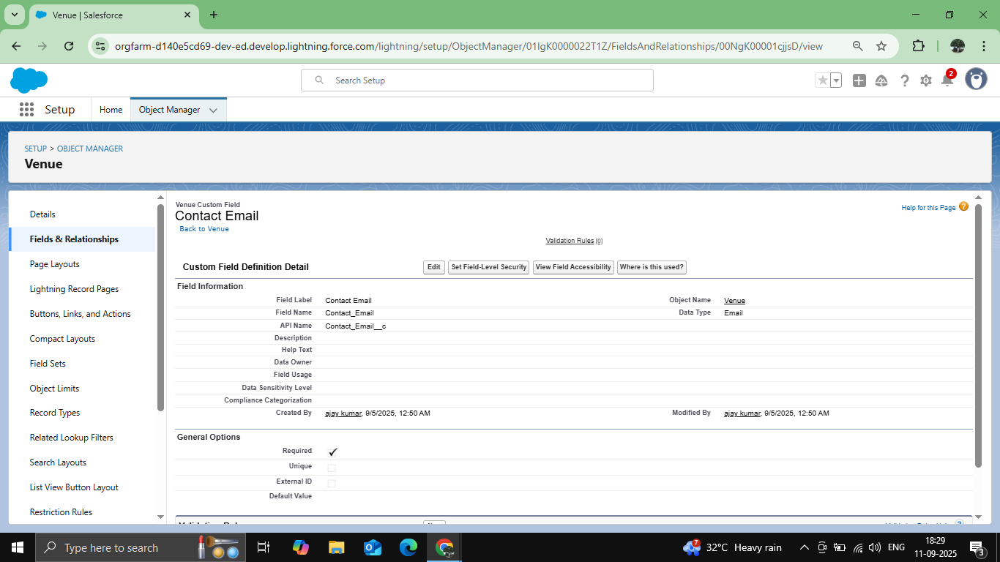 Venue | Salesforce
orgfarm-d140e5cd69-dev-ed.develop.lightning.force.com/lightning/setup/ObjectManager/01IgK0000022T1Z/FieldsAndRelationships/00NgK00001cjjsD/view
Search Setup
2
Setup
Home
Object Manager
SETUP > OBJECT MANAGER
Venue
Details
Fields & Relationships
Page Layouts
Lightning Record Pages
Buttons, Links, and Actions
Compact Layouts
Field Sets
Object Limits
Record Types
Related Lookup Filters
Search Layouts
List View Button Layout
Restriction Rules
Venue Custom Field
Contact Email
Back to Venue
Help for this Page ?
Validation Rules [0]
Custom Field Definition Detail
Edit
Set Field-Level Security
View Field Accessibility
Where is this used?
Field Information
Field Label Contact Email Object Name Venue
Field Name Contact_Email Data Type Email
API Name Contact_Email__c
Description
Help Text
Data Owner
Field Usage
Data Sensitivity Level
Compliance Categorization
Created By ajay kumar, 9/5/2025, 12:50 AM Modified By ajay kumar, 9/5/2025, 12:50 AM
General Options
Required
Unique
External ID
Default Value
Type here to search
7
32°C Heavy rain
ENG
18:29
11-09-2025
3